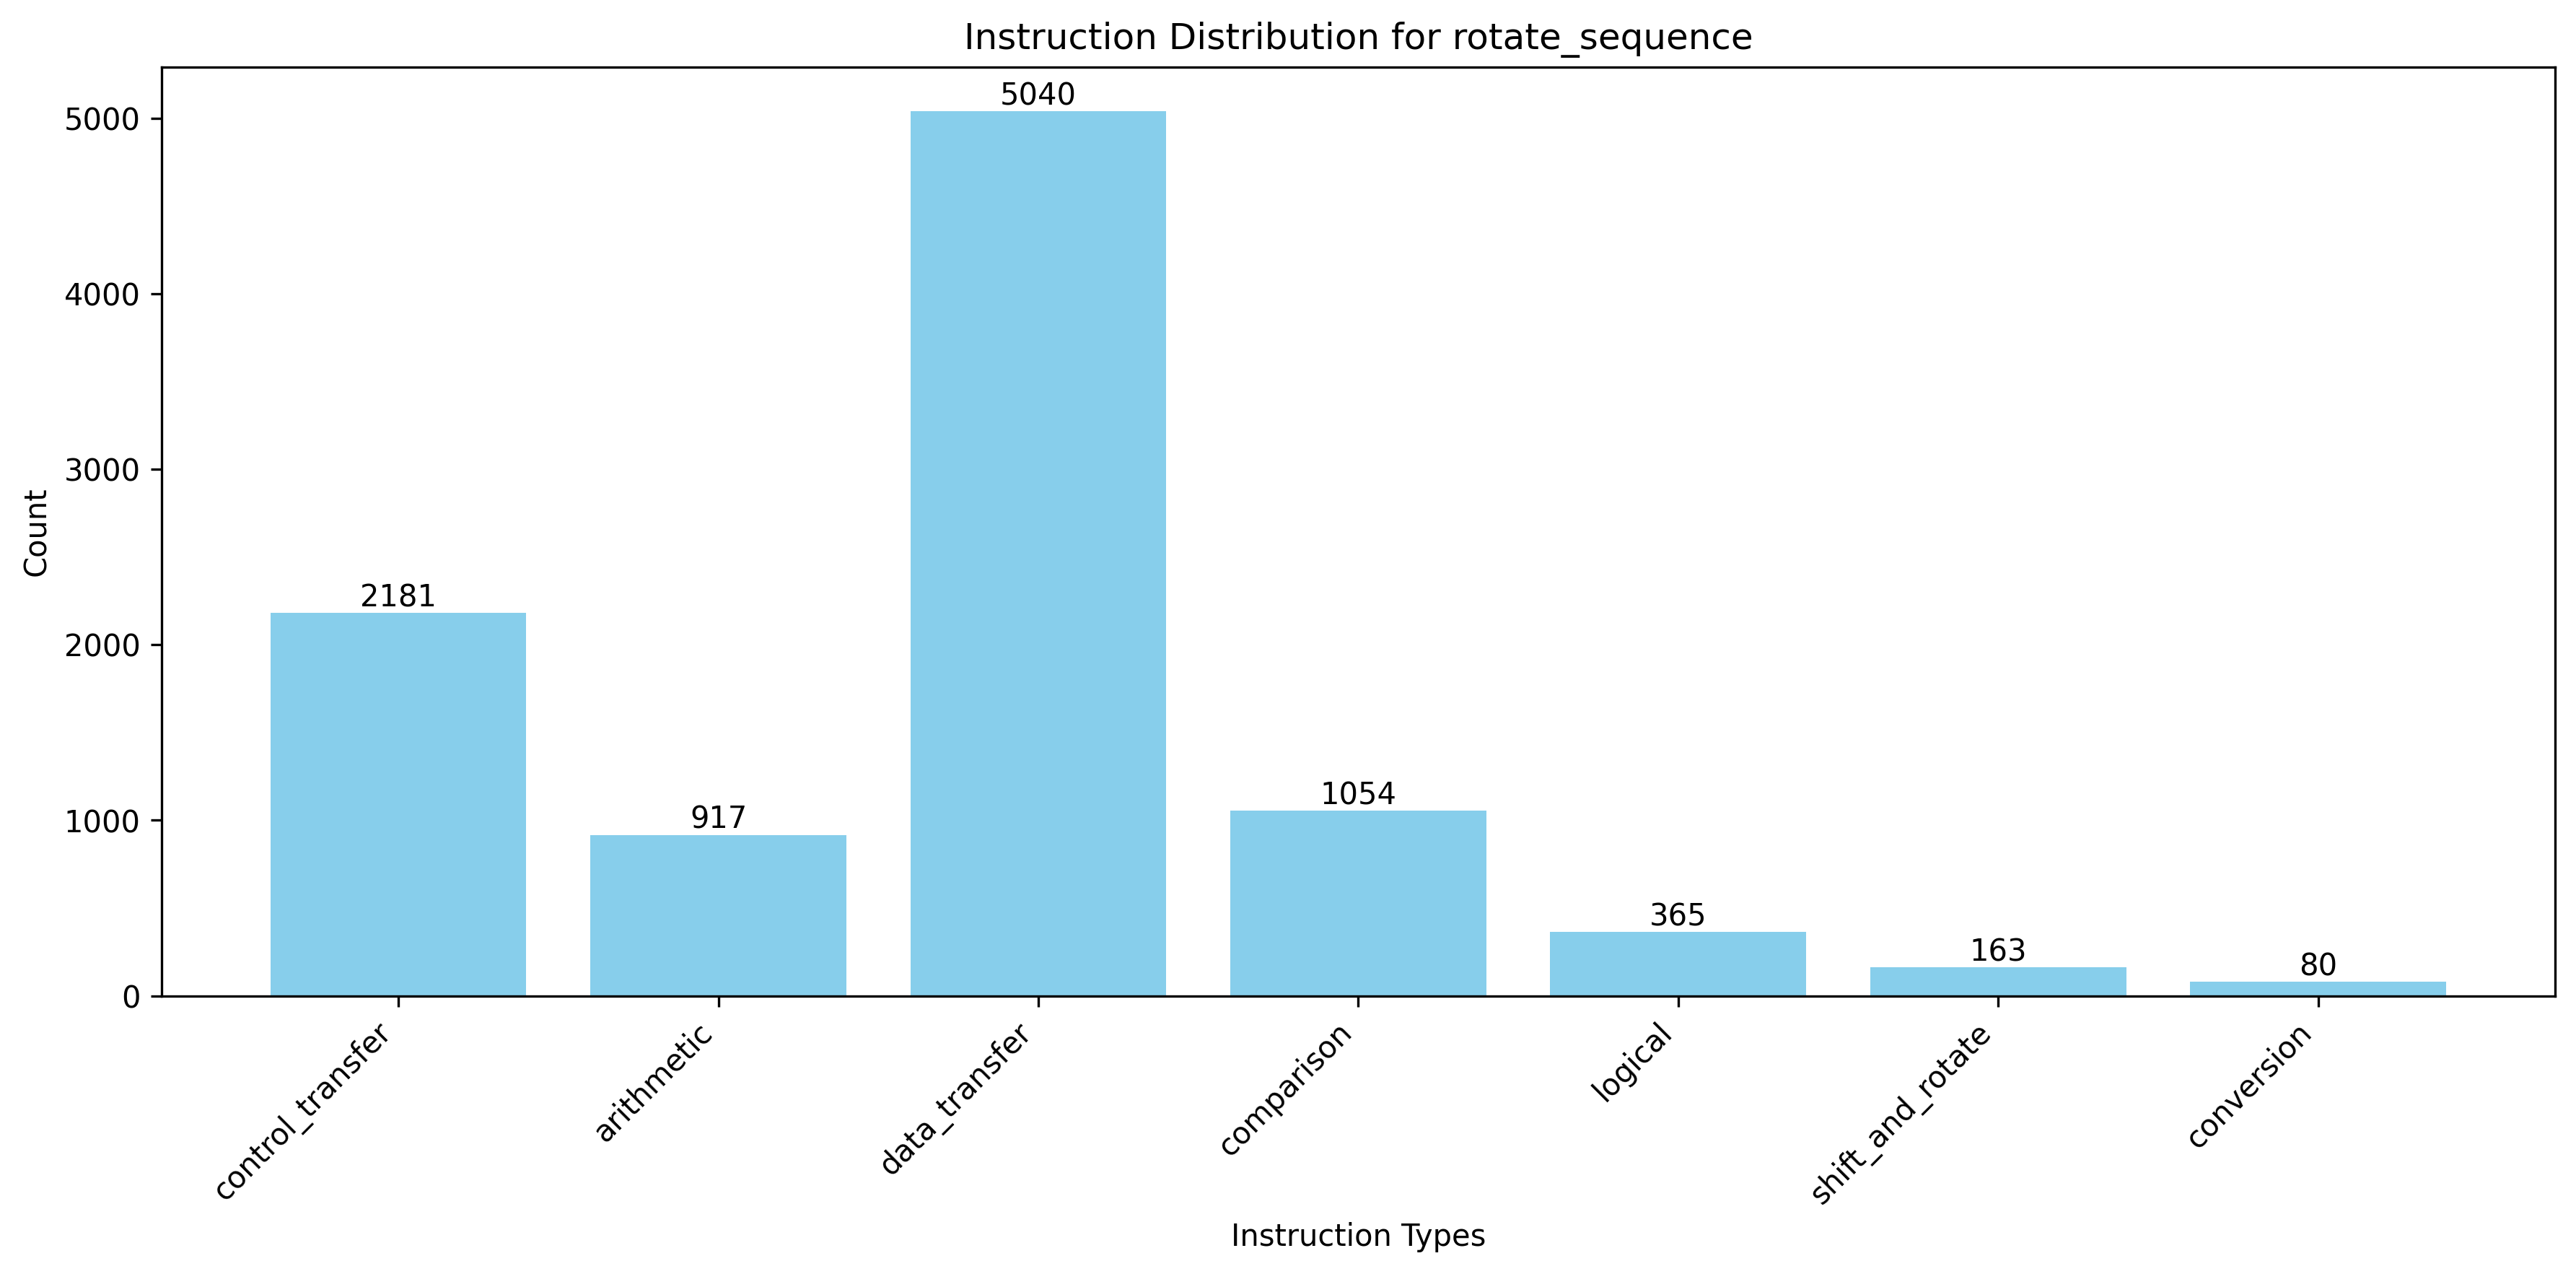 Instruction Distribution for rotate_sequence
Count
5000
4000
3000
2000
1000
0
2181
917
5040
1054
365
163
80
control_transfer
arithmetic
data_transfer
comparison
logical
shift_and_rotate
conversion
Instruction Types